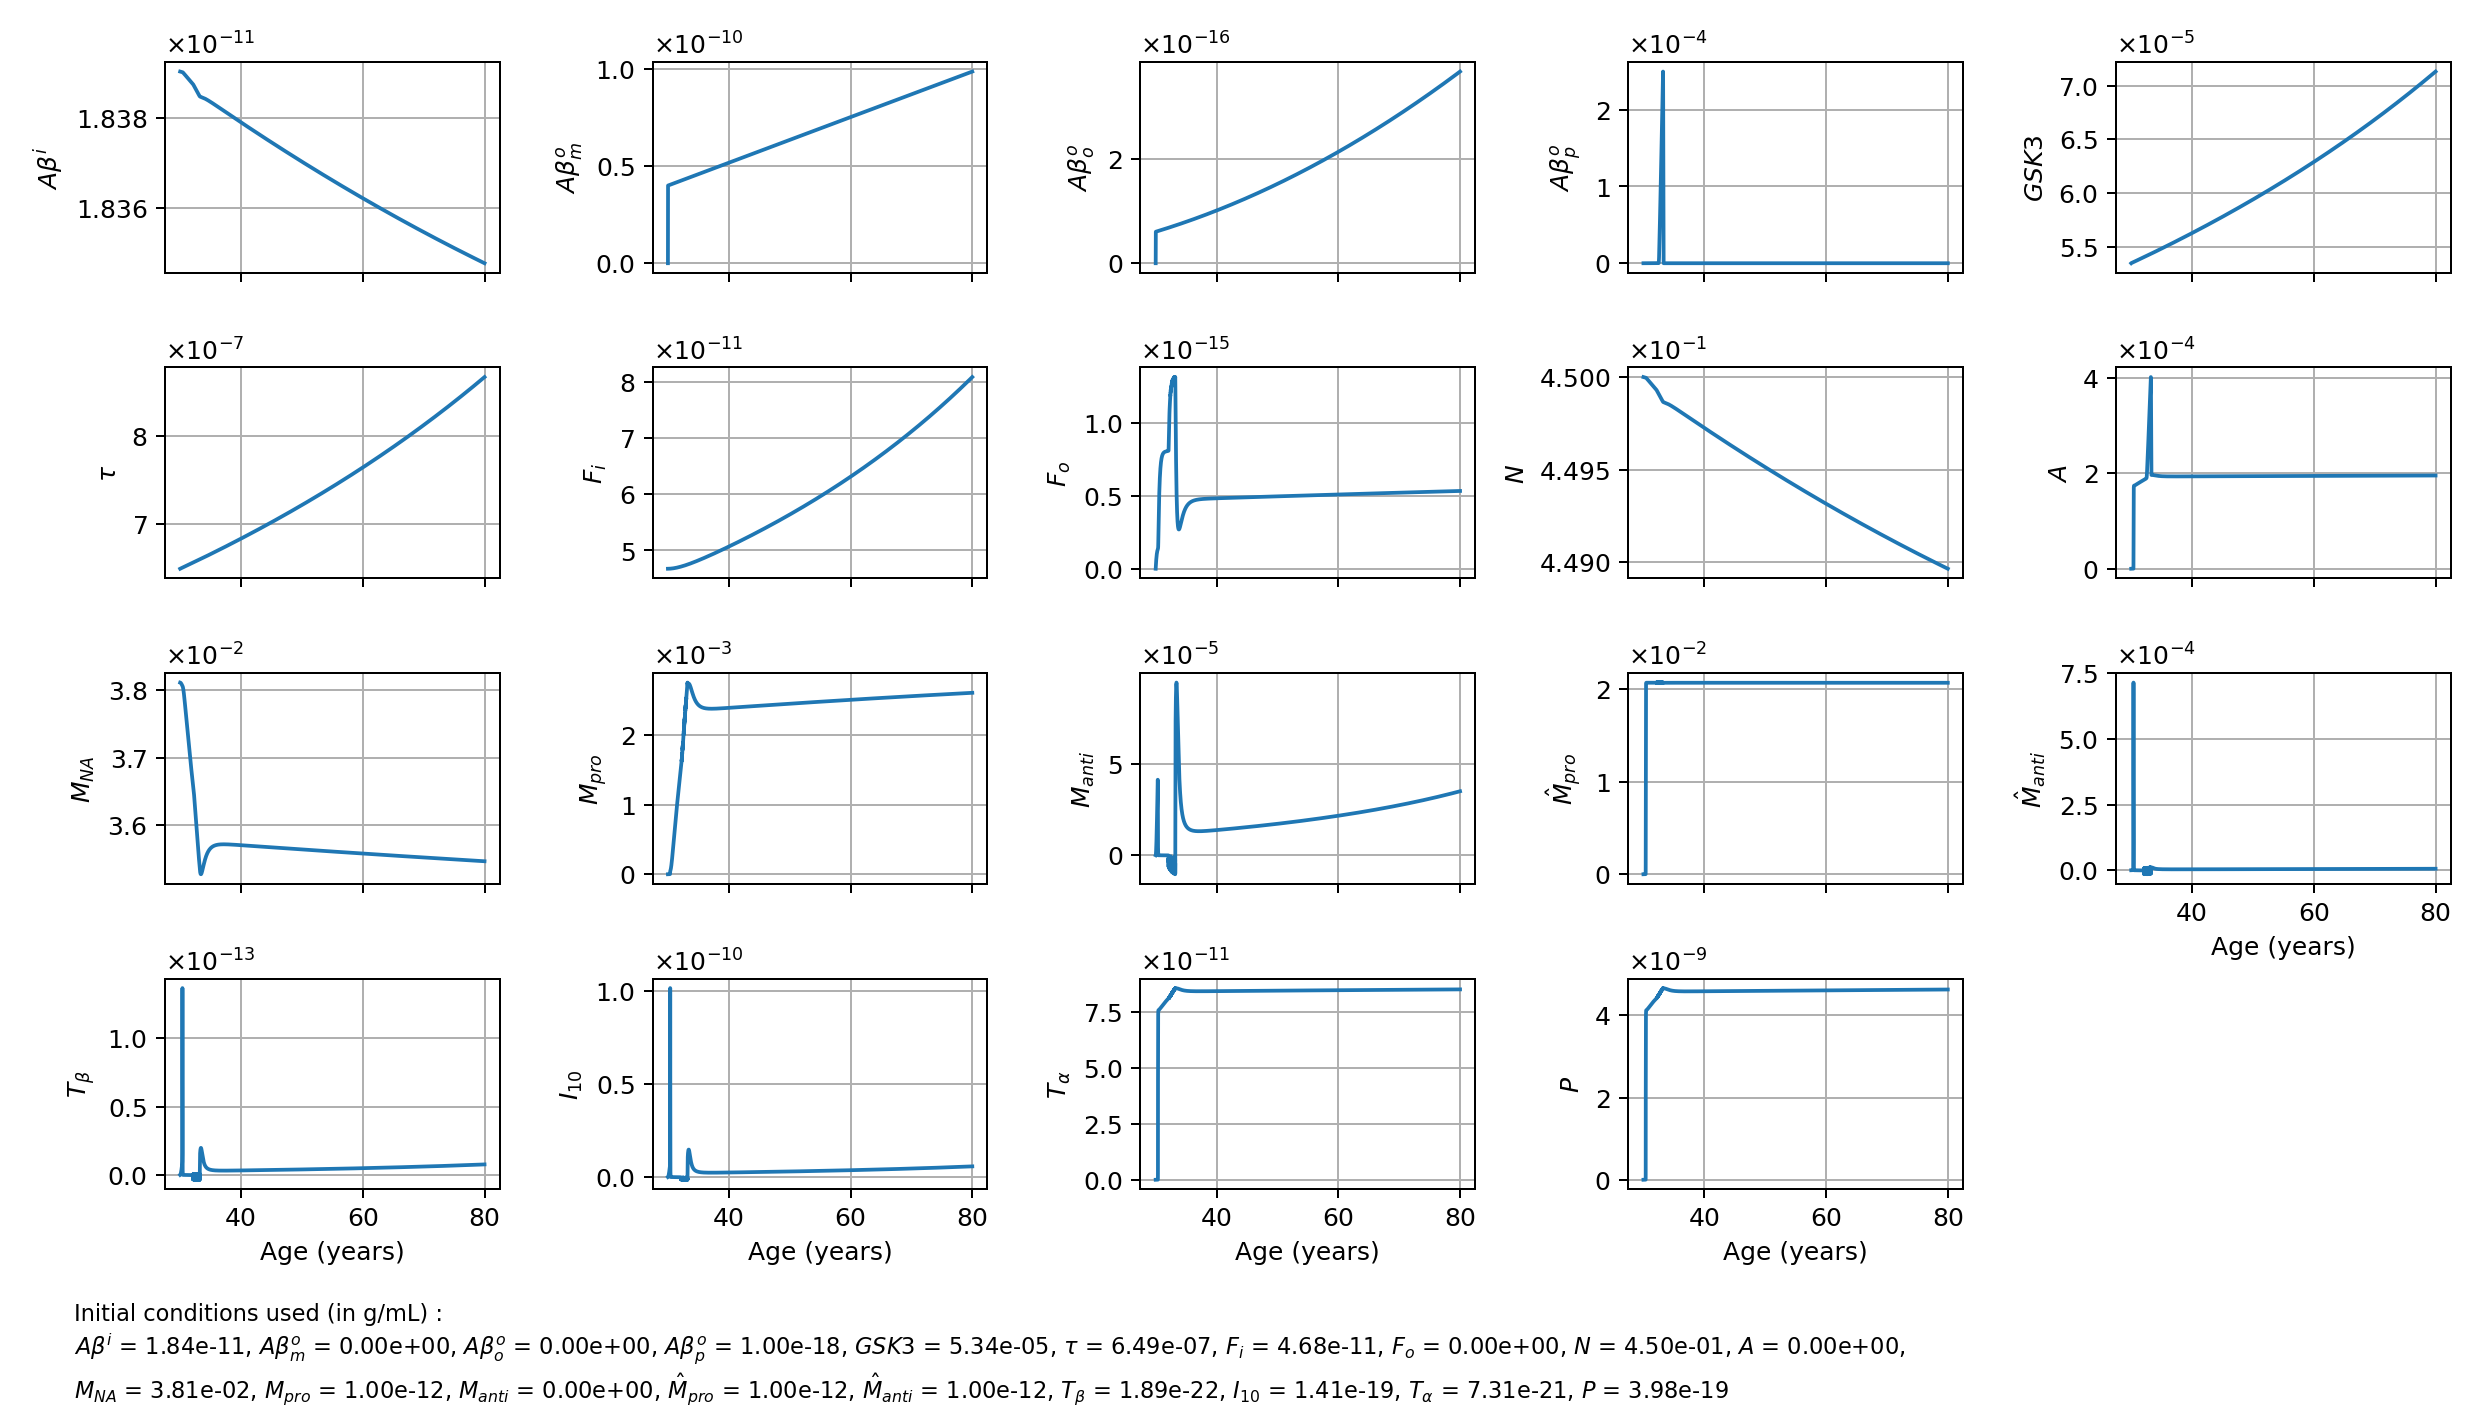 ×10⁻¹¹ ×10⁻¹⁰ ×10⁻¹⁶ ×10⁻⁴ ×10⁻⁵
Aβⁱ 1.838 1.836
Aβₘᵒ 1.0 0.5 0.0
Aβₒᵒ 2 0
Aβₚᵒ 2 1 0
GSK3 7.0 6.5 6.0 5.5
×10⁻⁷ ×10⁻¹¹ ×10⁻¹⁵ ×10⁻¹ ×10⁻⁴
τ 8 7
Fᵢ 8 7 6 5
Fₒ 1.0 0.5 0.0
N 4.500 4.495 4.490
A 4 2 0
×10⁻² ×10⁻³ ×10⁻⁵ ×10⁻² ×10⁻⁴
M_NA 3.8 3.7 3.6
M_pro 2 1 0
M_anti 5 0
M̂_pro 2 1 0
M̂_anti 7.5 5.0 2.5 0.0
40 60 80
Age (years)
×10⁻¹³ ×10⁻¹⁰ ×10⁻¹¹ ×10⁻⁹
Tᵦ 1.0 0.5 0.0
I₁₀ 1.0 0.5 0.0
T_α 7.5 5.0 2.5 0.0
P 4 2 0
40 60 80 40 60 80 40 60 80 40 60 80
Age (years) Age (years) Age (years) Age (years)
Initial conditions used (in g/mL) :
Aβⁱ = 1.84e-11, Aβₘᵒ = 0.00e+00, Aβₒᵒ = 0.00e+00, Aβₚᵒ = 1.00e-18, GSK3 = 5.34e-05, τ = 6.49e-07, Fᵢ = 4.68e-11, Fₒ = 0.00e+00, N = 4.50e-01, A = 0.00e+00,
M_NA = 3.81e-02, M_pro = 1.00e-12, M_anti = 0.00e+00, M̂_pro = 1.00e-12, M̂_anti = 1.00e-12, Tᵦ = 1.89e-22, I₁₀ = 1.41e-19, T_α = 7.31e-21, P = 3.98e-19